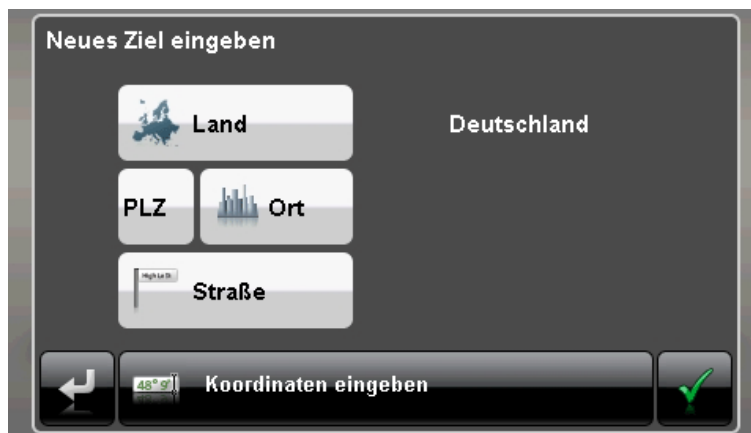 Neues Ziel eingeben
Land
Deutschland
PLZ
Ort
Straße
48° 9'
Koordinaten eingeben